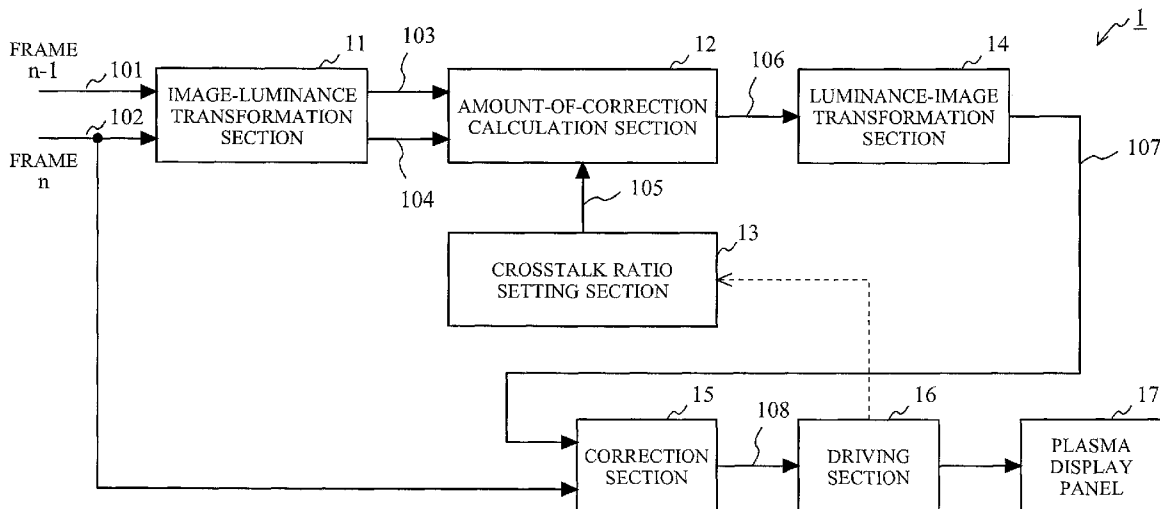 1
FRAME
n-1
101
11
IMAGE-LUMINANCE
TRANSFORMATION
SECTION
103
12
AMOUNT-OF-CORRECTION
CALCULATION SECTION
106
14
LUMINANCE-IMAGE
TRANSFORMATION
SECTION
102
FRAME
n
104
105
107
13
CROSSTALK RATIO
SETTING SECTION
15
CORRECTION
SECTION
108
16
DRIVING
SECTION
17
PLASMA
DISPLAY
PANEL